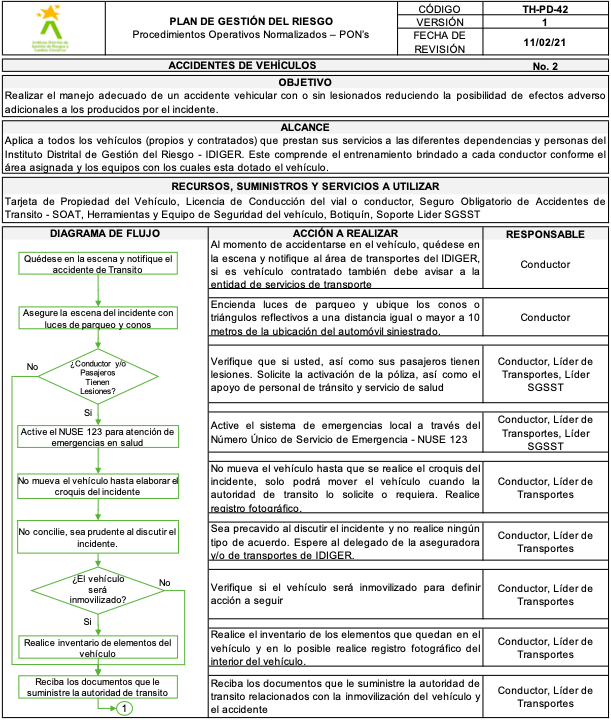 PLAN DE GESTIÓN DEL RIESGO
Procedimientos Operativos Normalizados – PON's
CÓDIGO
TH-PD-42
VERSIÓN
1
FECHA DE
REVISIÓN
11/02/21
ACCIDENTES DE VEHÍCULOS
No. 2
OBJETIVO
Realizar el manejo adecuado de un accidente vehicular con o sin lesionados reduciendo la posibilidad de efectos adverso
adicionales a los producidos por el incidente.
ALCANCE
Aplica a todos los vehículos (propios y contratados) que prestan sus servicios a las diferentes dependencias y personas del
Instituto Distrital de Gestión del Riesgo - IDIGER. Este comprende el entrenamiento brindado a cada conductor conforme el
área asignada y los equipos con los cuales esta dotado el vehículo.
RECURSOS, SUMINISTROS Y SERVICIOS A UTILIZAR
Tarjeta de Propiedad del Vehículo, Licencia de Conducción del vial o conductor, Seguro Obligatorio de Accidentes de
Transito - SOAT, Herramientas y Equipo de Seguridad del vehículo, Botiquín, Soporte Lider SGSST
DIAGRAMA DE FLUJO
ACCIÓN A REALIZAR
RESPONSABLE
Quédese en la escena y notifique el
accidente de Transito
Al momento de accidentarse en el vehículo, quédese en
la escena y notifique al área de transportes del IDIGER,
si es vehículo contratado también debe avisar a la
entidad de servicios de transporte
Conductor
Asegure la escena del incidente con
luces de parqueo y conos
Encienda luces de parqueo y ubique los conos o
triángulos reflectivos a una distancia igual o mayor a 10
metros de la ubicación del automóvil siniestrado.
Conductor
No
¿Conductor y/o
Pasajeros
Tienen
Lesiones?
Si
Verifique que si usted, así como sus pasajeros tienen
lesiones. Solicite la activación de la póliza, así como el
apoyo de personal de tránsito y servicio de salud
Conductor, Líder de
Transportes, Líder
SGSST
Active el NUSE 123 para atención de
emergencias en salud
Active el sistema de emergencias local a través del
Número Único de Servicio de Emergencia - NUSE 123
Conductor, Líder de
Transportes, Líder
SGSST
No mueva el vehículo hasta elaborar el
croquis del incidente
No mueva el vehículo hasta que se realice el croquis del
incidente, solo podrá mover el vehículo cuando la
autoridad de transito lo solicite o requiera. Realice
registro fotográfico.
Conductor, Líder de
Transportes
No concilie, sea prudente al discutir el
incidente.
Sea precavido al discutir el incidente y no realice ningún
tipo de acuerdo. Espere al delegado de la aseguradora
y/o de transportes de IDIGER.
Conductor, Líder de
Transportes
¿El vehículo
será
inmovilizado?
No
Si
Verifique si el vehículo será inmovilizado para definir
acción a seguir
Conductor, Líder de
Transportes
Realice inventario de elementos del
vehículo
Realice el inventario de los elementos que quedan en el
vehículo y en lo posible realice registro fotográfico del
interior del vehículo.
Conductor, Líder de
Transportes
Reciba los documentos que le
suministre la autoridad de transito
1
Reciba los documentos que le suministre la autoridad de
transito relacionados con la inmovilización del vehículo y
el accidente
Conductor, Líder de
Transportes